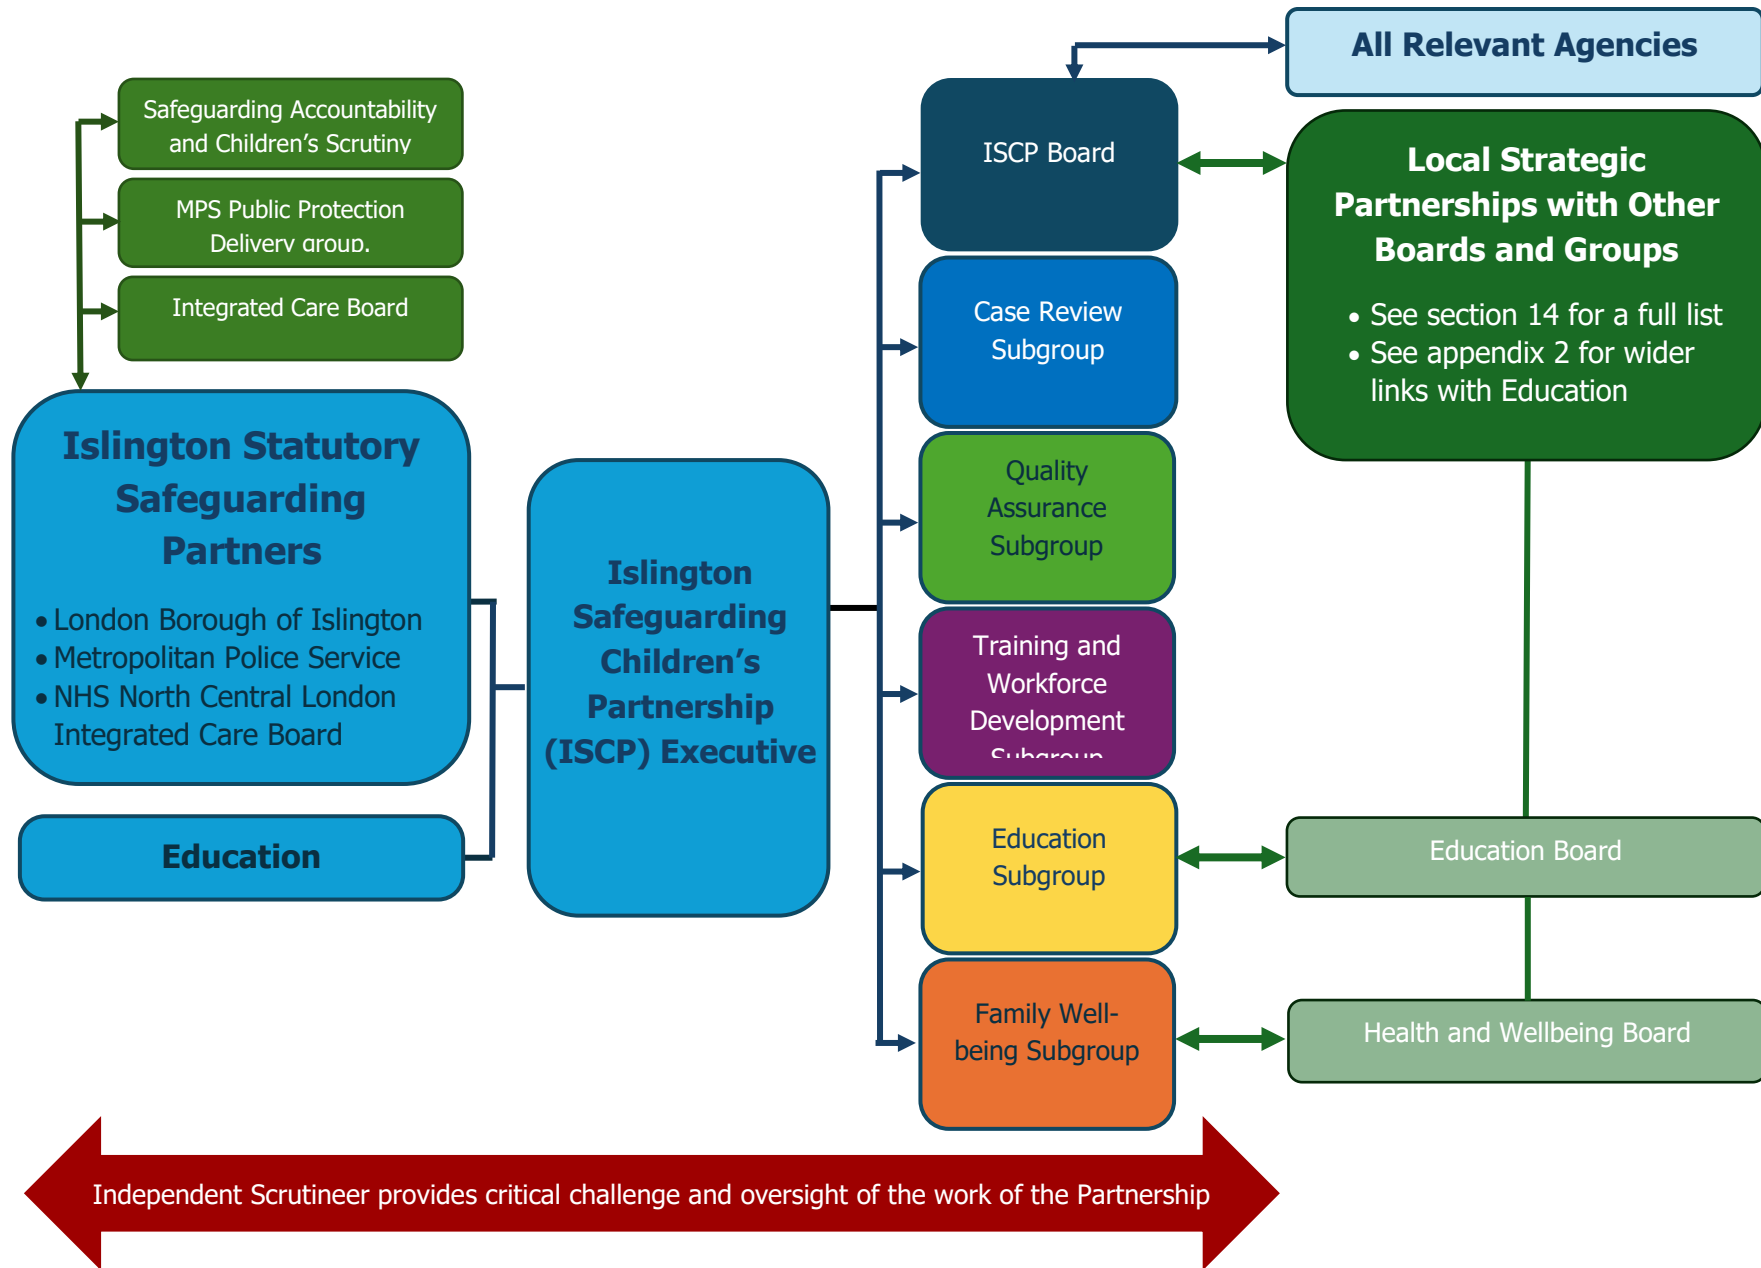 Safeguarding Accountability
and Children’s Scrutiny
MPS Public Protection
Delivery group.
Integrated Care Board
Islington Statutory
Safeguarding
Partners
• London Borough of Islington
• Metropolitan Police Service
• NHS North Central London
Integrated Care Board
Education
Islington
Safeguarding
Children’s
Partnership
(ISCP) Executive
ISCP Board
Case Review
Subgroup
Quality
Assurance
Subgroup
Training and
Workforce
Development
Subgroup
Education
Subgroup
Family Well-
being Subgroup
All Relevant Agencies
Local Strategic
Partnerships with Other
Boards and Groups
• See section 14 for a full list
• See appendix 2 for wider
links with Education
Education Board
Health and Wellbeing Board
Independent Scrutineer provides critical challenge and oversight of the work of the Partnership